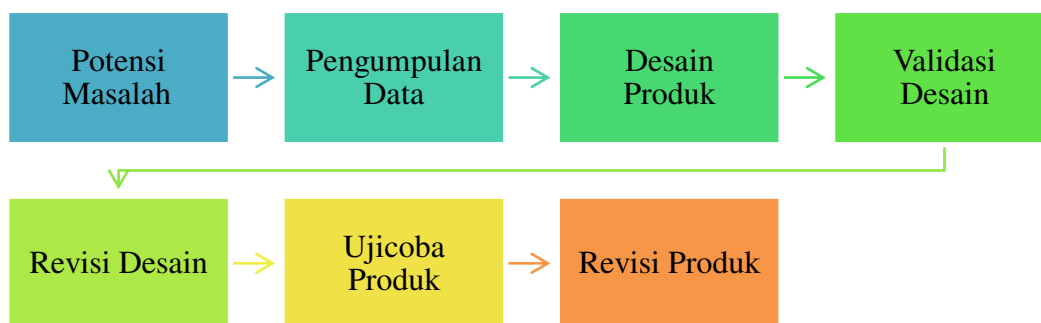 Potensi
Masalah
Pengumpulan
Data
Desain
Produk
Validasi
Desain
Revisi Desain
Ujicoba
Produk
Revisi Produk